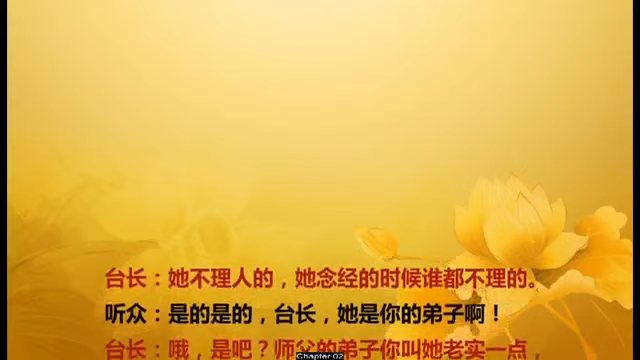 台长：她不理人的，她念经的时候谁都不理的。
听众：是的是的，台长，她是你的弟子啊！
台长：哦，是吧？师父的弟子你叫她老实一点，
Chapter 02